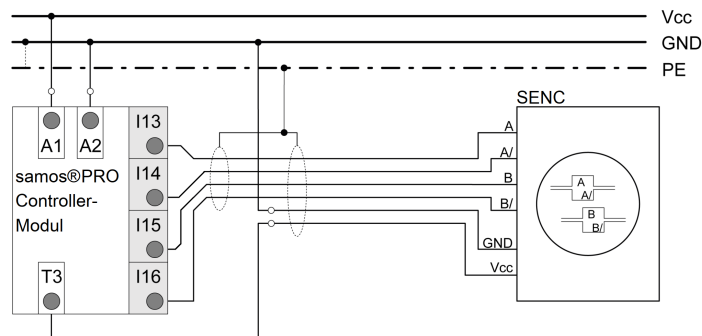 Vcc
GND
PE
SENC
A1
A2
I13
samos®PRO
Controller-
Modul
I14
I15
T3
I16
A
A/
B
B/
GND
Vcc
A
A/
B
B/